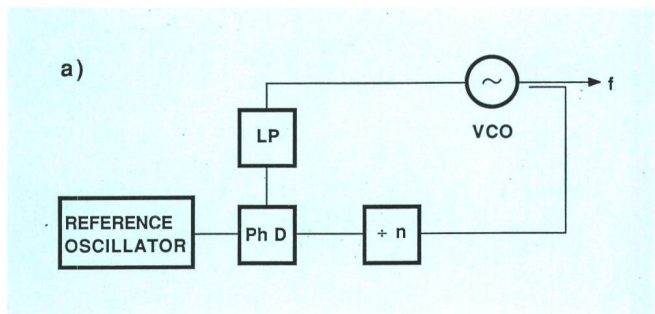 a)
~
f
VCO
LP
REFERENCE
OSCILLATOR
Ph D
÷ n